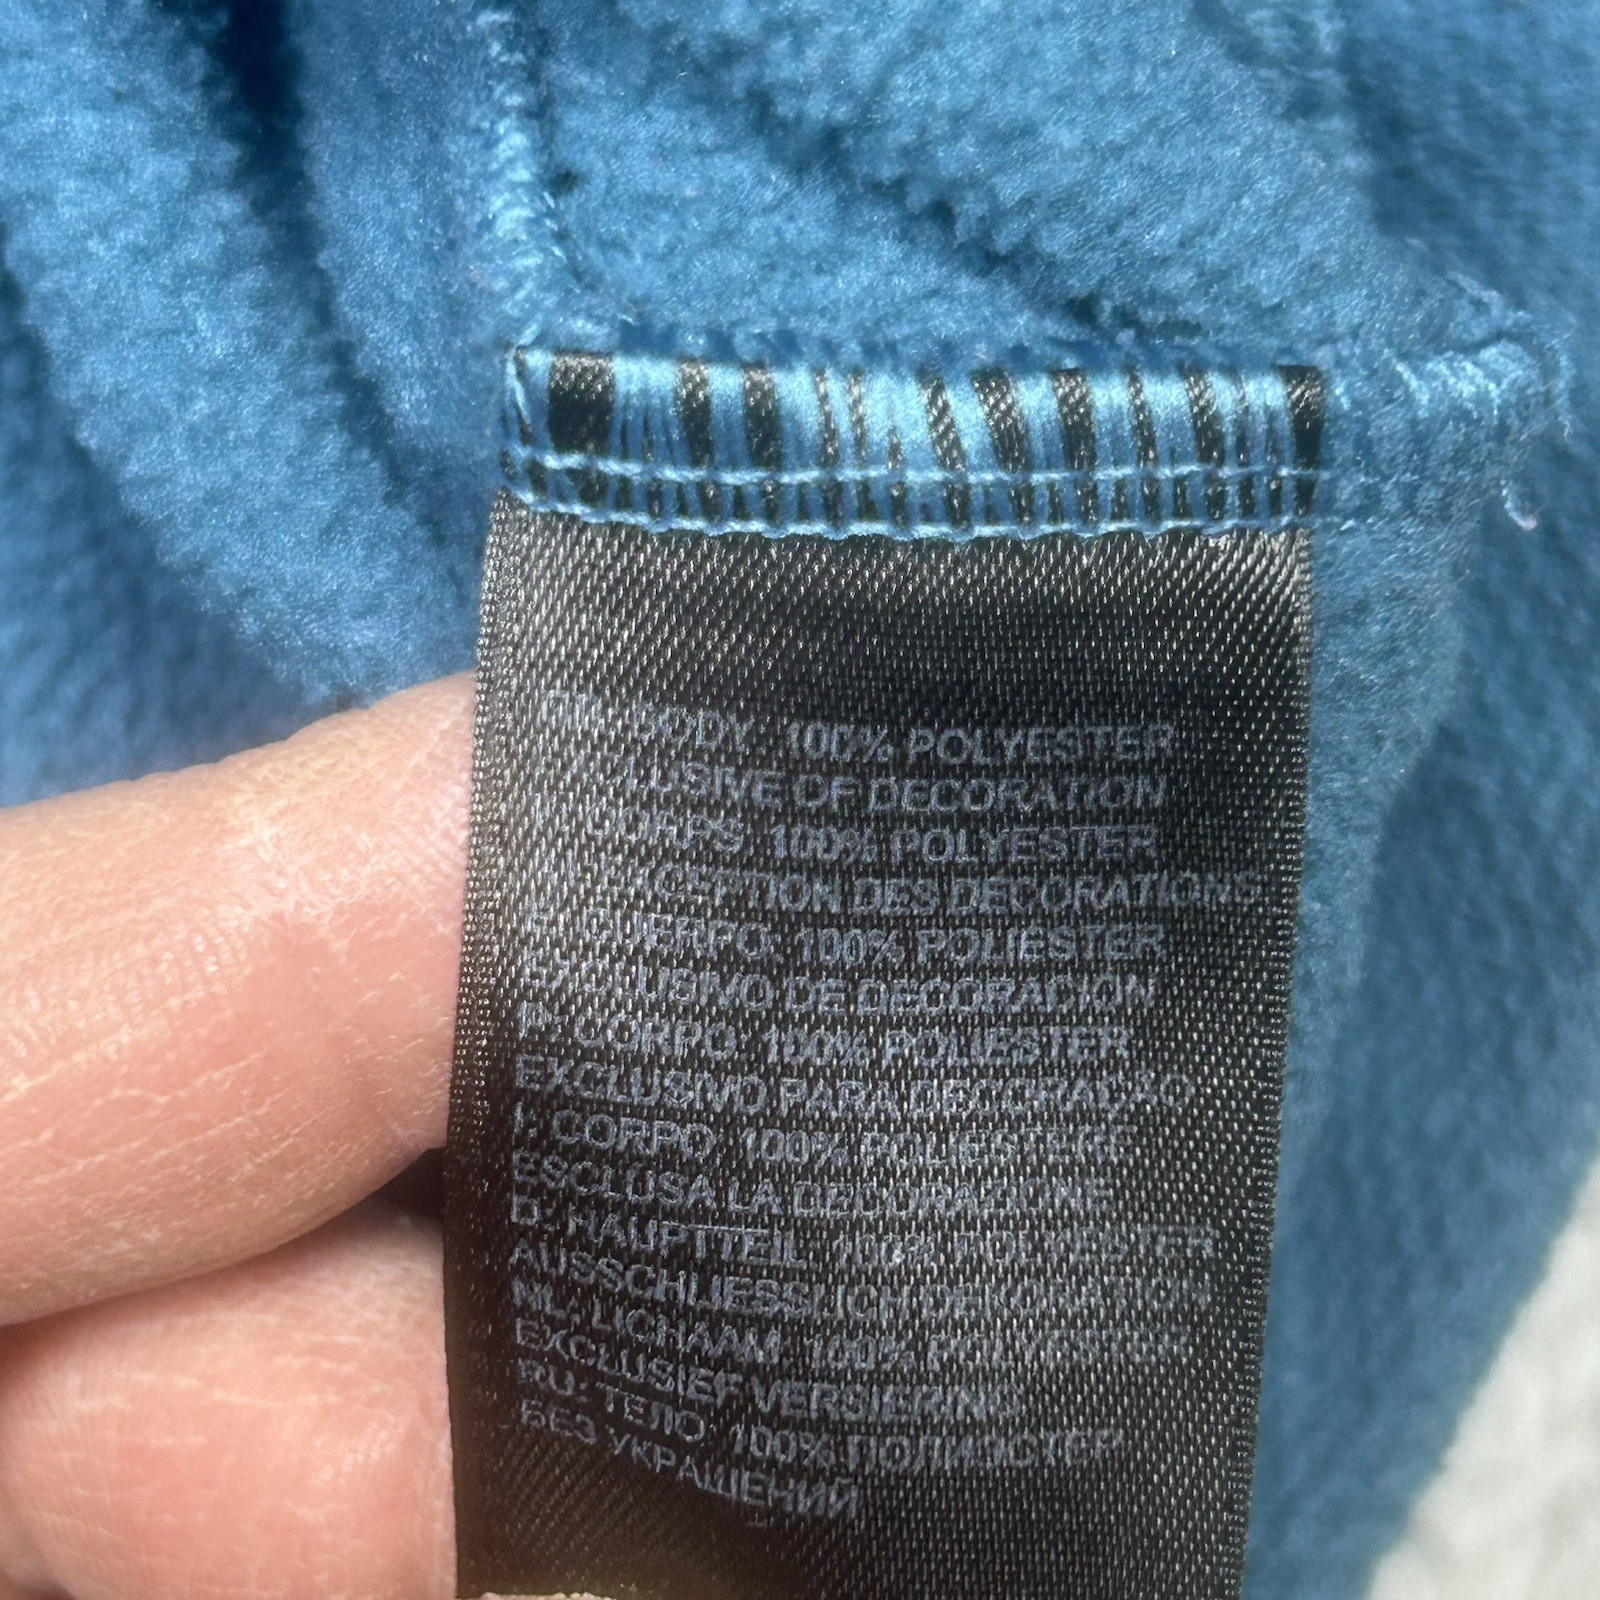 BODY: 100% POLYESTER
EXCLUSIVE OF DECORATION
CORPS: 100% POLYESTER
EXCEPTION DES DECORATIONS
E: CUERPO: 100% POLIESTER
EXCLUSIVO DE DECORACIÓN
P: CORPO: 100% POLIESTER
EXCLUSIVO PARA DECORAÇÃO
I: CORPO: 100% POLIESTERE
ESCLUSA LA DECORAZIONE
D: HAUPTTEIL: 100% POLYESTER
AUSSCHLIESSLICH DEKORATION
NL: LICHAAM: 100% POLYESTER
EXCLUSIEF VERSIERING
RU: ТЕЛО: 100% ПОЛИЭСТЕР
БЕЗ УКРАШЕНИЙ